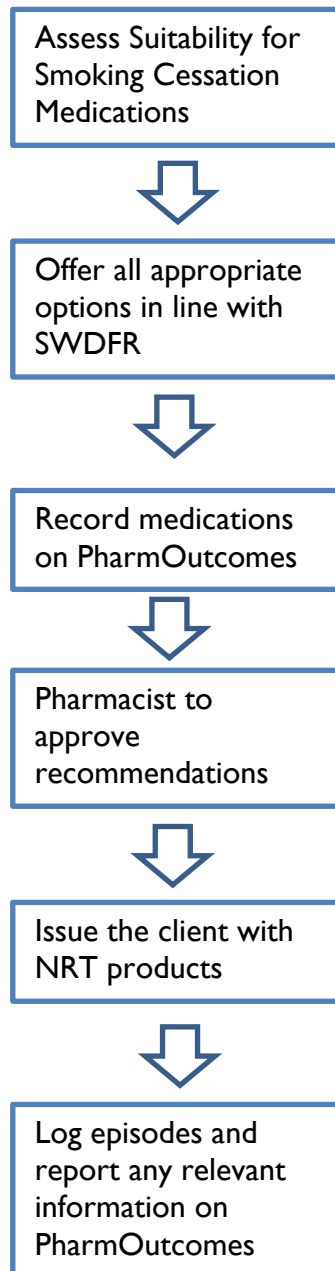 Assess Suitability for
Smoking Cessation
Medications
Offer all appropriate
options in line with
SWDFR
Record medications
on PharmOutcomes
Pharmacist to
approve
recommendations
Issue the client with
NRT products
Log episodes and
report any relevant
information on
PharmOutcomes